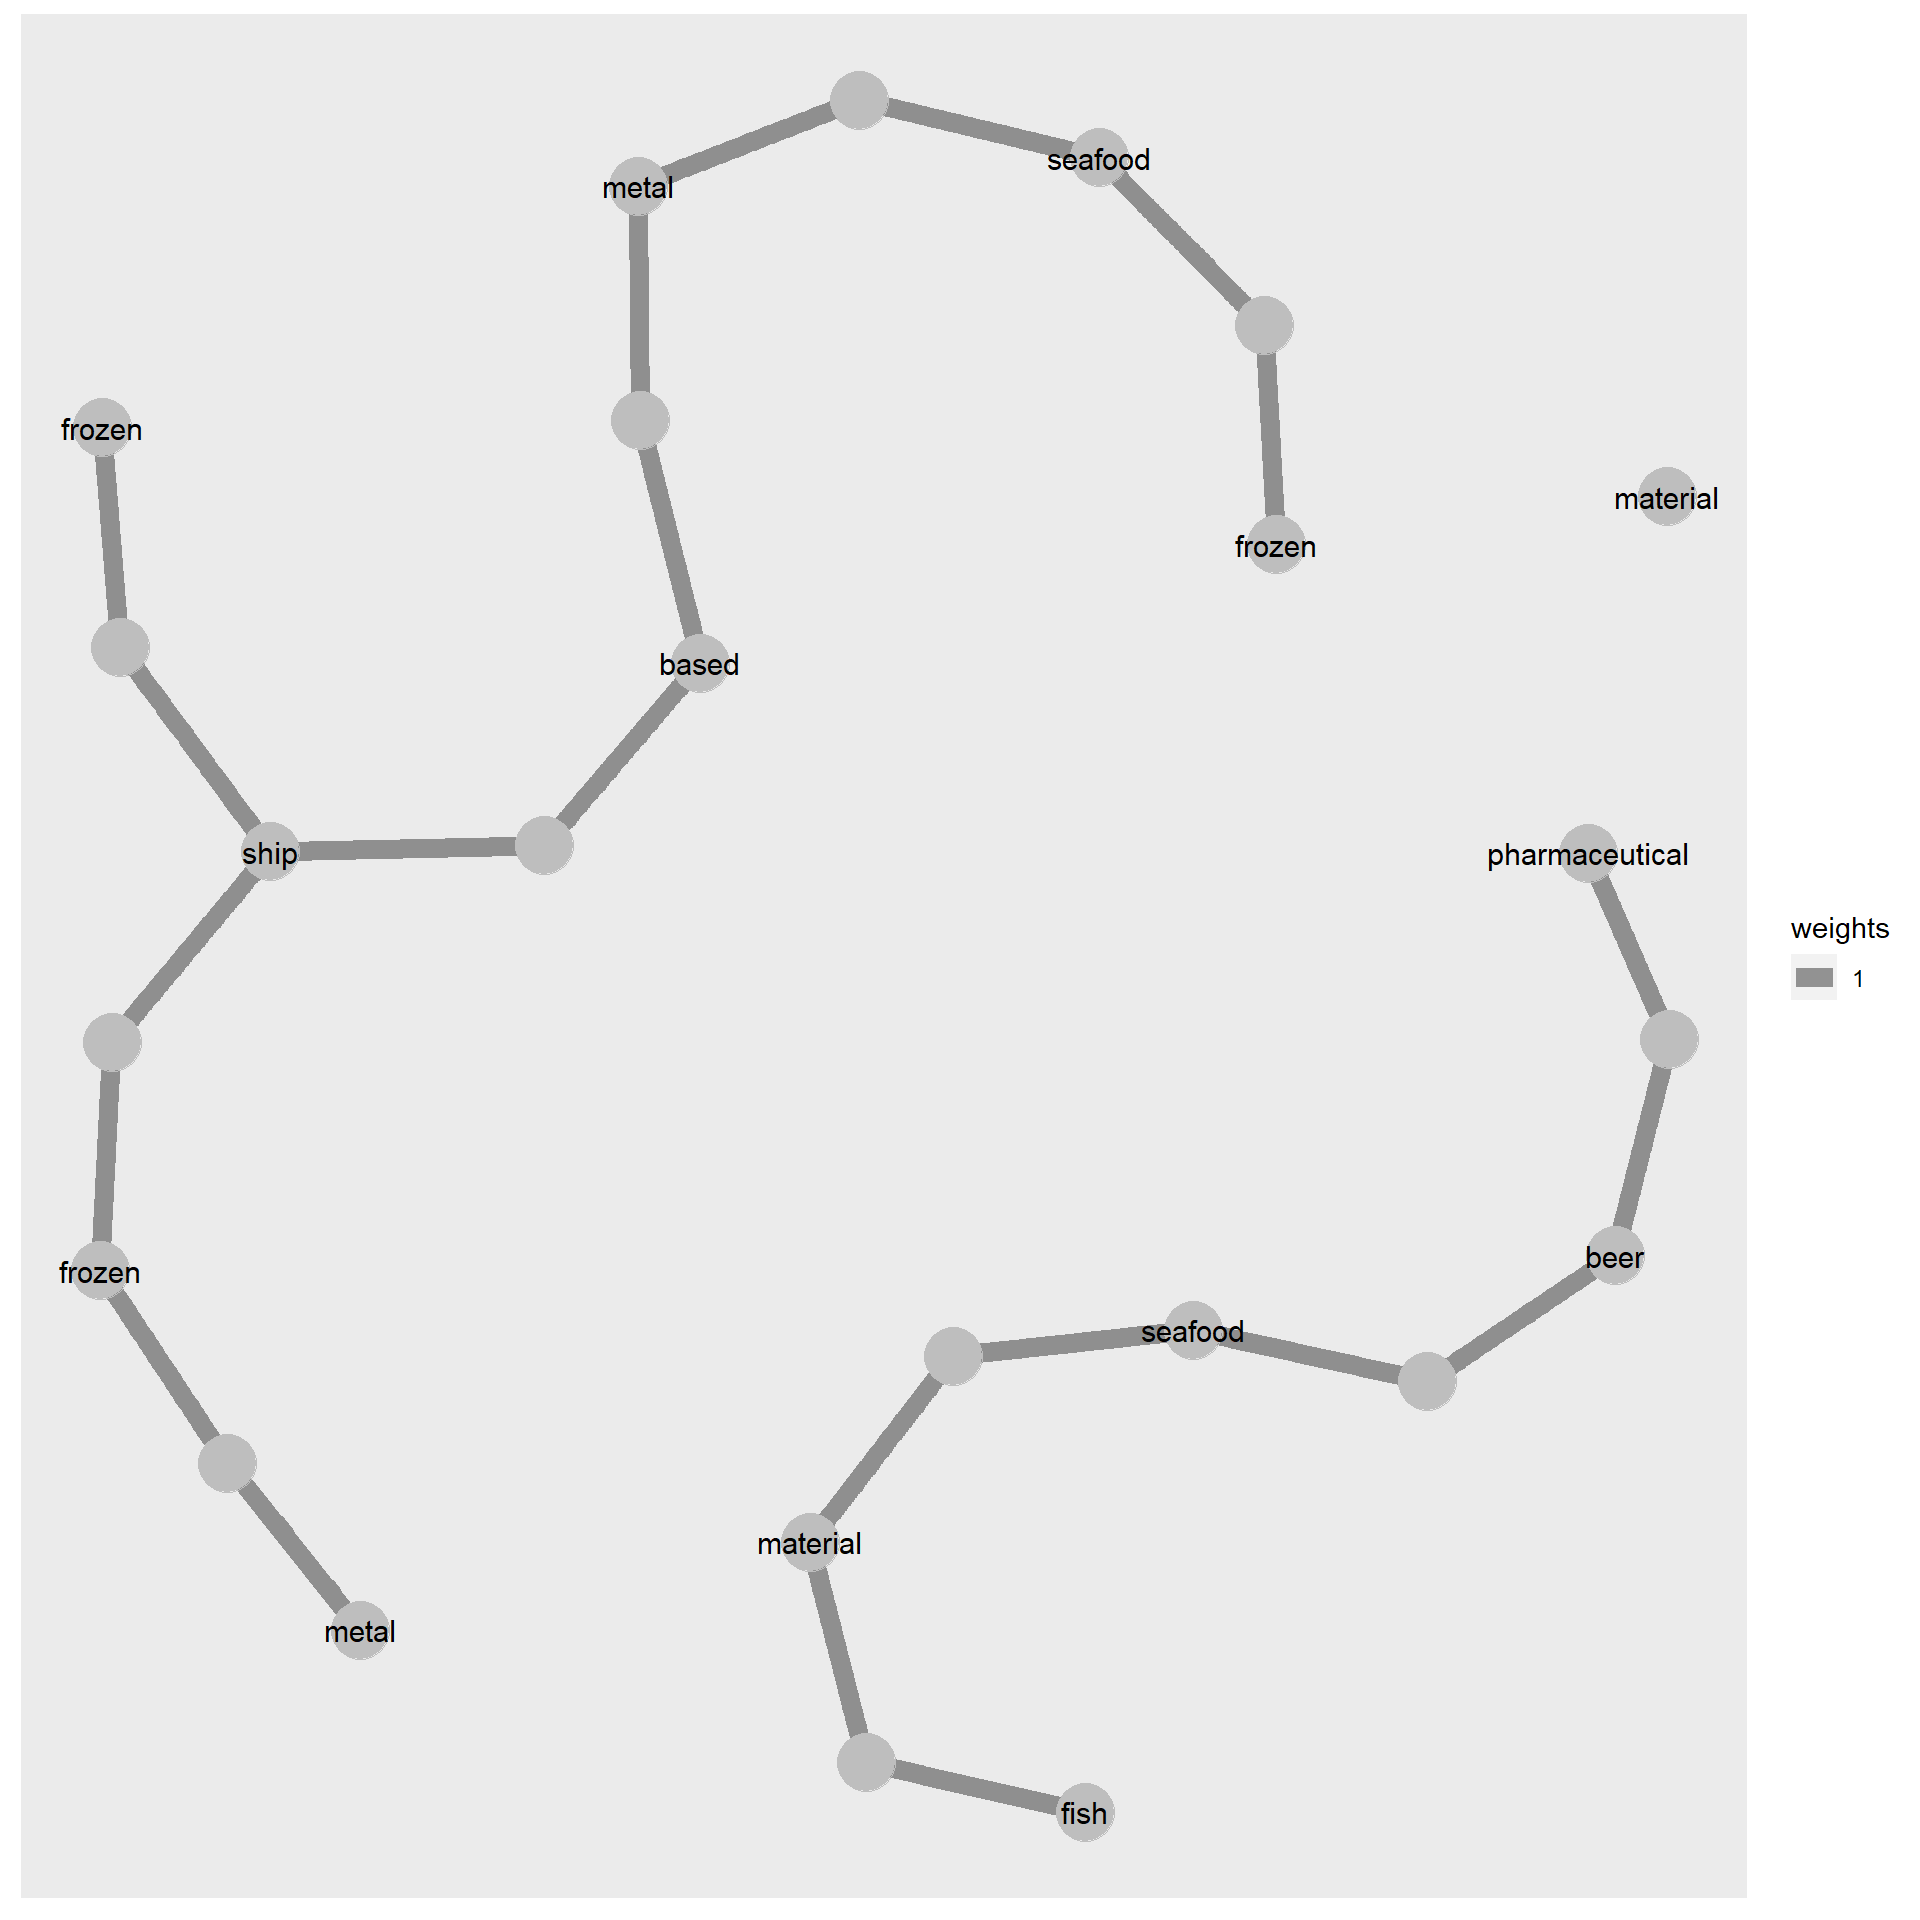 seafood
metal
frozen
material
frozen
based
ship
pharmaceutical
weights
1
beer
frozen
seafood
material
metal
fish